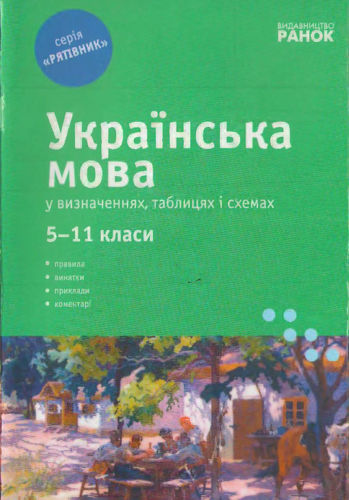 серія
«РЯТІВНИК»
ВИДАВНИЦТВО
РАНОК
Українська
мова
у визначеннях, таблицях і схемах
5–11 класи
• правила
• винятки
• приклади
• коментарі